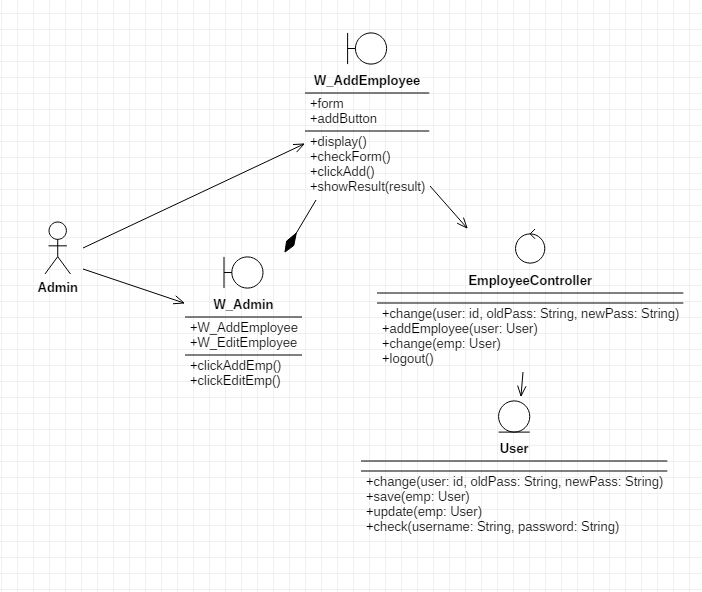 W_AddEmployee
+form
+addButton
+display()
+checkForm()
+clickAdd()
+showResult(result)
Admin
W_Admin
+W_AddEmployee
+W_EditEmployee
+clickAddEmp()
+clickEditEmp()
EmployeeController
+change(user: id, oldPass: String, newPass: String)
+addEmployee(user: User)
+change(emp: User)
+logout()
User
+change(user: id, oldPass: String, newPass: String)
+save(emp: User)
+update(emp: User)
+check(username: String, password: String)